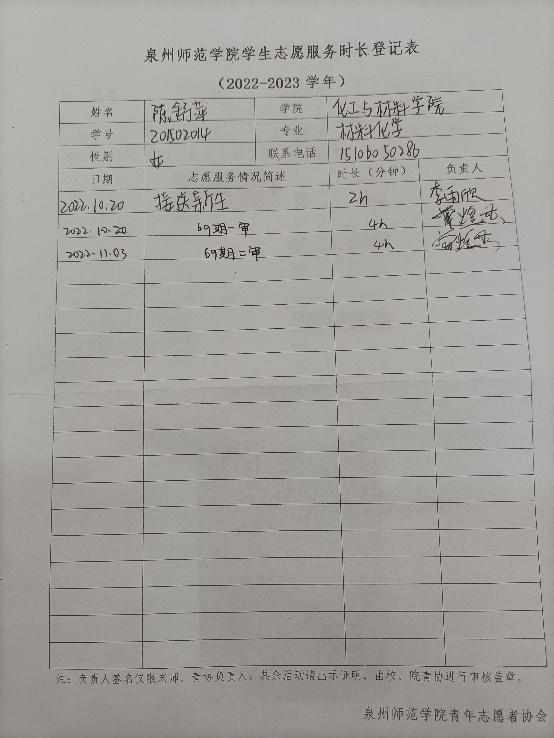 泉州师范学院学生志愿服务时长登记表
（2022-2023 学年）
姓名 陈舒萍 学院 化工与材料学院
学号 201502014 专业 材料化学
性别 女 联系电话 15106050286
日期 志愿服务情况简述 时长（分钟） 负责人
2022.10.20 接送新生 2h 李雨欣
2022.10.20 69期一审 4h
2022.11.03 69期二审 4h
注：负责人签名仅限老师、青协负责人。其余活动请出示证明，由校、院青协进行审核盖章。
泉州师范学院青年志愿者协会